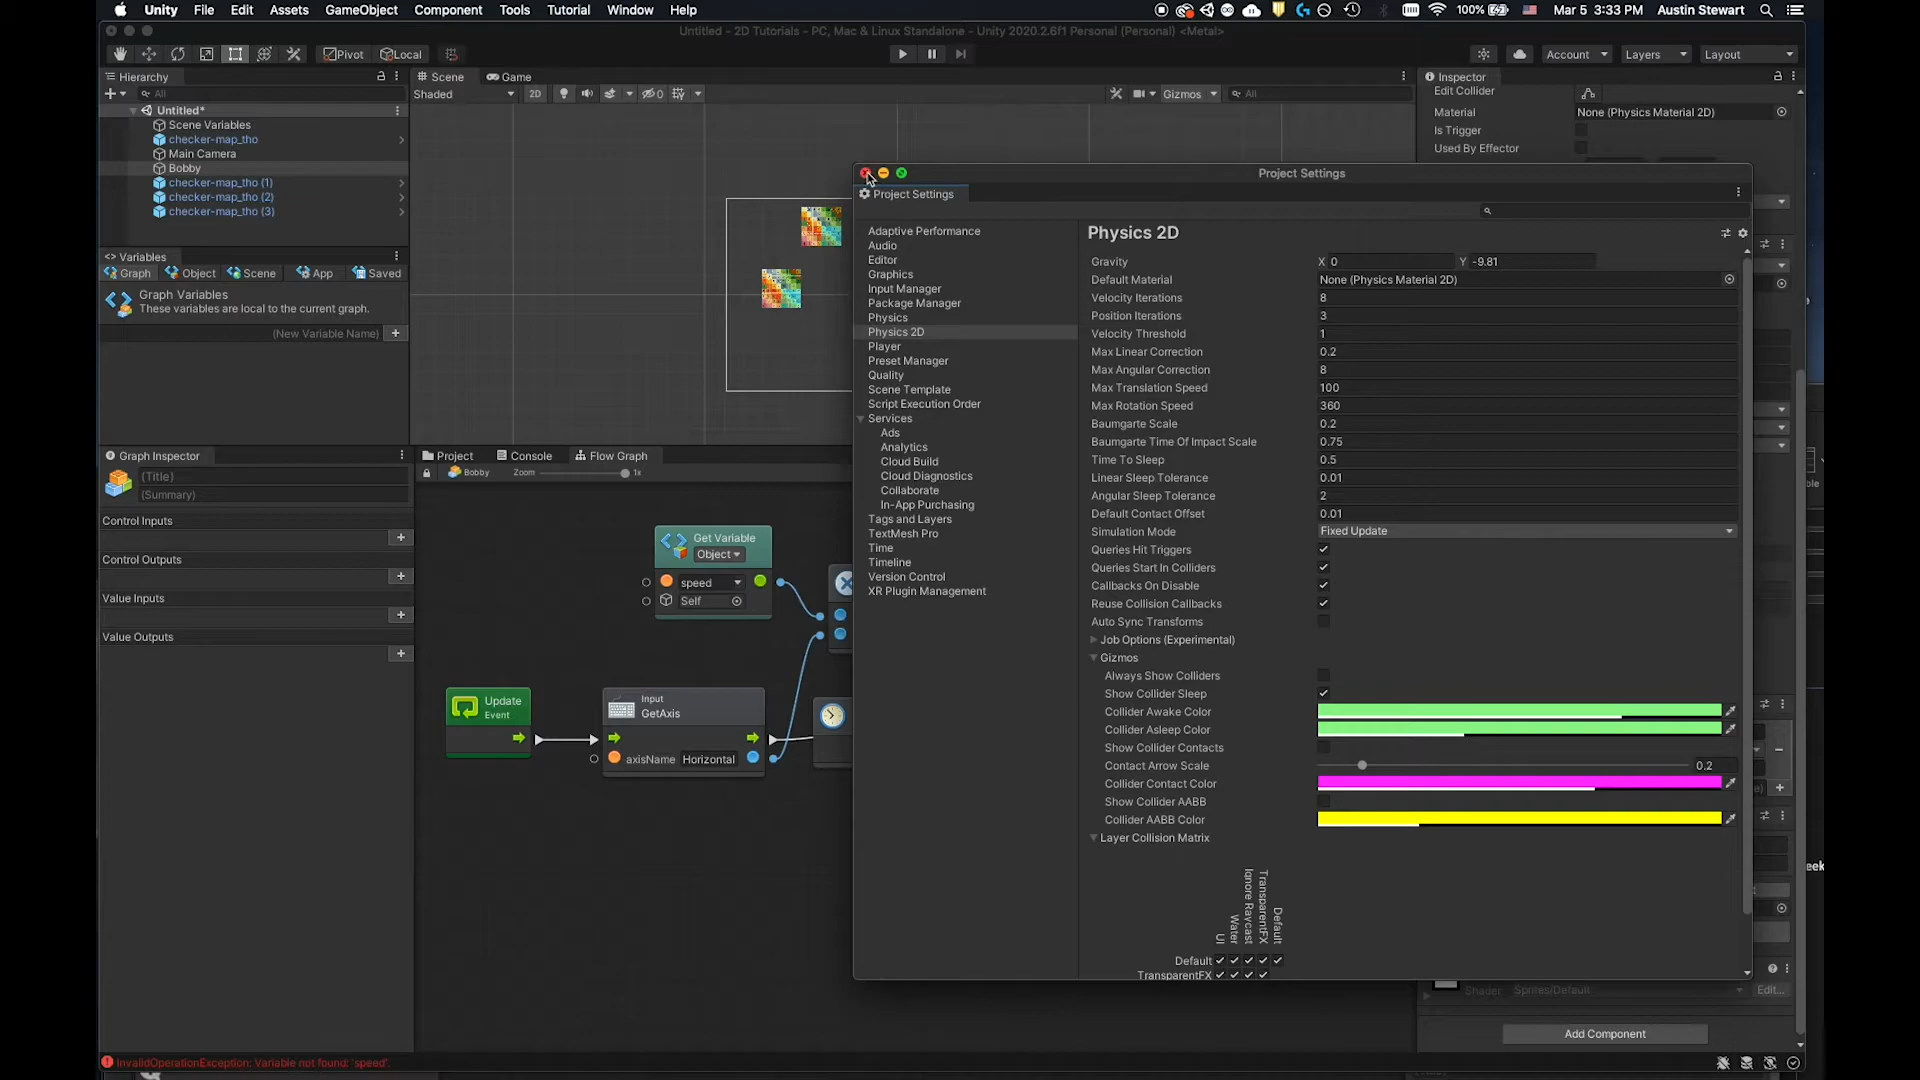 Unity File Edit Assets GameObject Component Tools Tutorial Window Help 100% Mar 5 3:33 PM Austin Stewart
Untitled - 2D Tutorials - PC, Mac & Linux Standalone - Unity 2020.2.6f1 Personal (Personal) <Metal>
Pivot Local Account Layers Layout
Hierarchy
All
Untitled*
Scene Variables
checker-map_tho
Main Camera
Bobby
checker-map_tho (1)
checker-map_tho (2)
checker-map_tho (3)
Scene Game
Shaded 2D 0 Gizmos All
Inspector
Edit Collider
Material None (Physics Material 2D)
Is Trigger
Used By Effector
<> Variables
Graph Object Scene App Saved
Graph Variables
These variables are local to the current graph.
(New Variable Name) +
Graph Inspector
(Title)
(Summary)
Control Inputs
Control Outputs
Value Inputs
Value Outputs
Project Console Flow Graph
Bobby Zoom 1x
Get Variable
Object
speed
Self
Update
Event
Input
GetAxis
axisName Horizontal
Project Settings
Project Settings
Adaptive Performance
Audio
Editor
Graphics
Input Manager
Package Manager
Physics
Physics 2D
Player
Preset Manager
Quality
Scene Template
Script Execution Order
Services
Ads
Analytics
Cloud Build
Cloud Diagnostics
Collaborate
In-App Purchasing
Tags and Layers
TextMesh Pro
Time
Timeline
Version Control
XR Plugin Management
Physics 2D
Gravity X 0 Y -9.81
Default Material None (Physics Material 2D)
Velocity Iterations 8
Position Iterations 3
Velocity Threshold 1
Max Linear Correction 0.2
Max Angular Correction 8
Max Translation Speed 100
Max Rotation Speed 360
Baumgarte Scale 0.2
Baumgarte Time Of Impact Scale 0.75
Time To Sleep 0.5
Linear Sleep Tolerance 0.01
Angular Sleep Tolerance 2
Default Contact Offset 0.01
Simulation Mode Fixed Update
Queries Hit Triggers
Queries Start In Colliders
Callbacks On Disable
Reuse Collision Callbacks
Auto Sync Transforms
Job Options (Experimental)
Gizmos
Always Show Colliders
Show Collider Sleep
Collider Awake Color
Collider Asleep Color
Show Collider Contacts
Contact Arrow Scale 0.2
Collider Contact Color
Show Collider AABB
Collider AABB Color
Layer Collision Matrix
UI
Water
Ignore Raycast
TransparentFX
Default
Default
TransparentFX
Shader Sprites/Default Edit...
Add Component
InvalidOperationException: Variable not found: 'speed'.